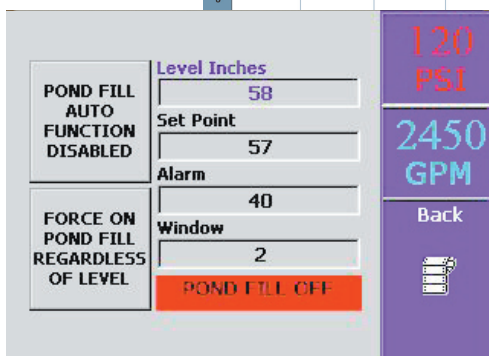 POND FILL
AUTO
FUNCTION
DISABLED
FORCE ON
POND FILL
REGARDLESS
OF LEVEL
Level Inches
58
Set Point
57
Alarm
40
Window
2
POND FILL OFF
120
PSI
2450
GPM
Back